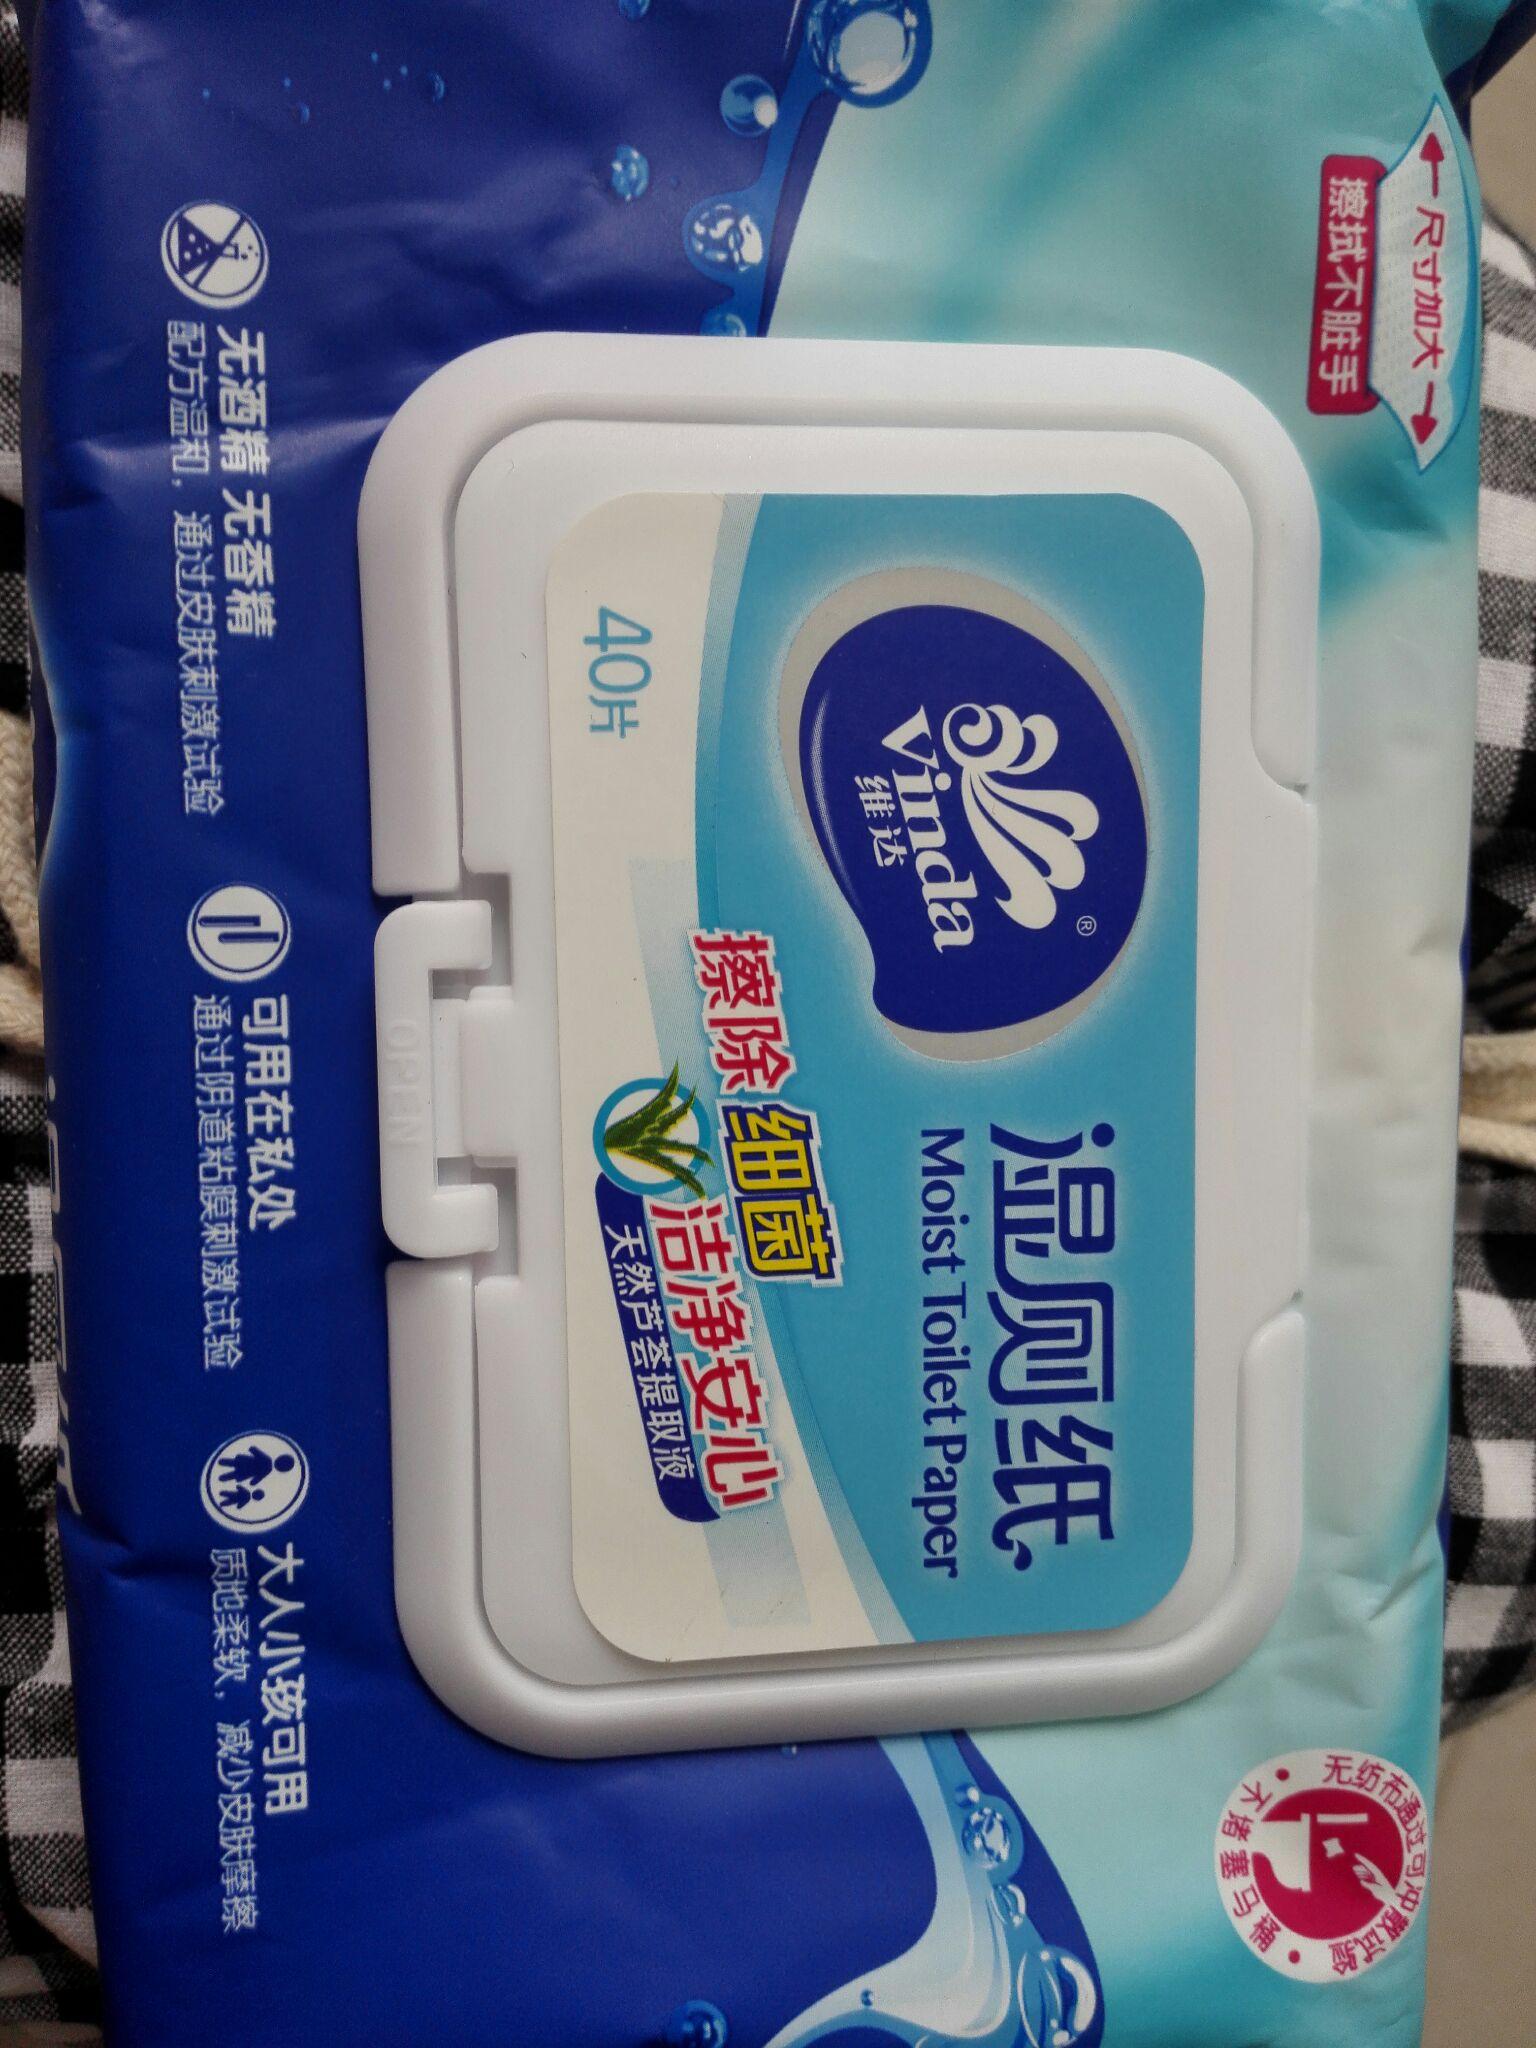 尺寸加大
擦拭不脏手
Vinda
维达
®
湿厕纸
Moist Toilet Paper
擦除细菌
洁净安心
天然芦荟提取液
40片
OPEN
无纺布通过可冲散试验
不堵塞马桶
无酒精 无香精
配方温和，通过皮肤刺激试验
可用在私处
通过阴道粘膜刺激试验
大人小孩可用
质地柔软，减少皮肤摩擦